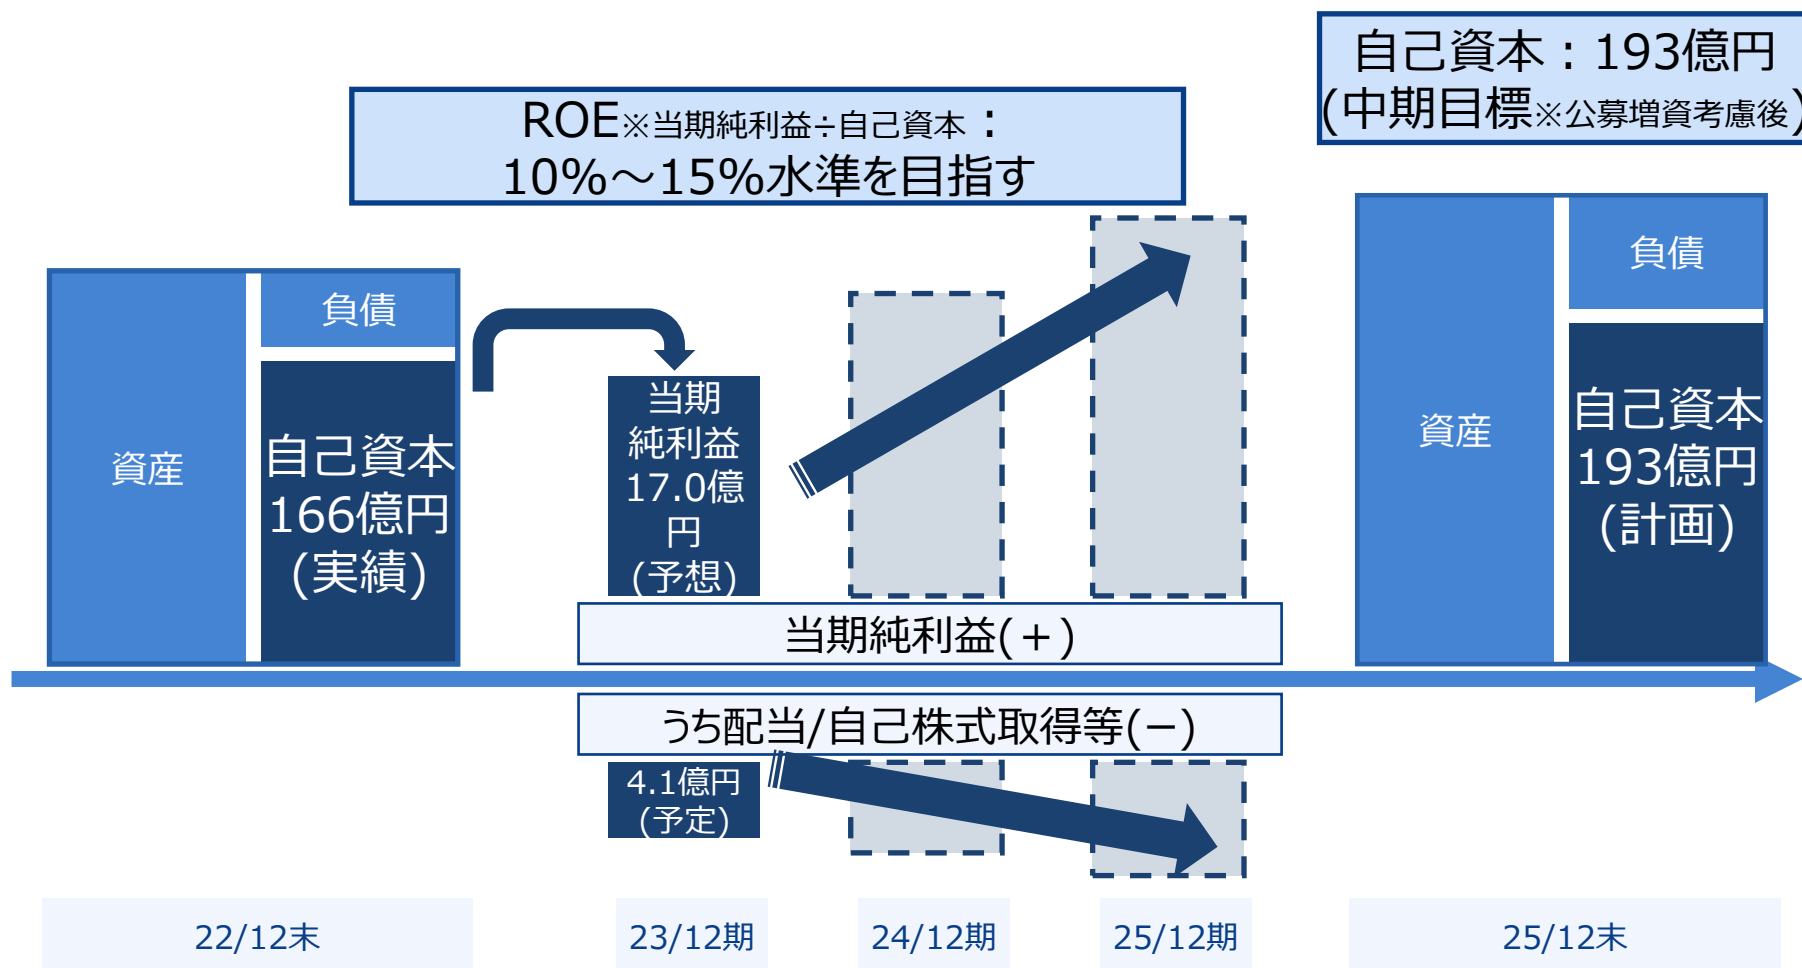 自己資本：193億円
(中期目標※公募増資考慮後)
ROE※当期純利益÷自己資本：
10%～15%水準を目指す
資産
負債
自己資本
166億円
(実績)
当期
純利益
17.0億
円
(予想)
資産
負債
自己資本
193億円
(計画)
当期純利益(＋)
うち配当/自己株式取得等(－)
4.1億円
(予定)
22/12末
23/12期
24/12期
25/12期
25/12末